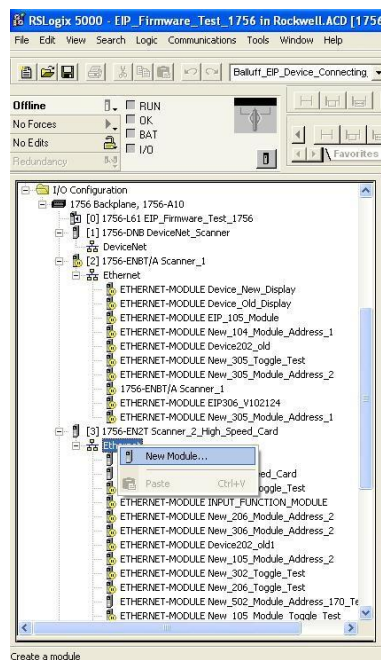 RSLogix 5000 - EIP_Firmware_Test_1756 in Rockwell.ACD [1756
File Edit View Search Logic Communications Tools Window Help
Balluff_EIP_Device_Connecting,
Offline
RUN
No Forces
OK
BAT
No Edits
I/O
Redundancy
Favorites
I/O Configuration
1756 Backplane, 1756-A10
[0] 1756-L61 EIP_Firmware_Test_1756
[1] 1756-DNB DeviceNet_Scanner
DeviceNet
[2] 1756-ENBT/A Scanner_1
Ethernet
ETHERNET-MODULE Device_New_Display
ETHERNET-MODULE Device_Old_Display
ETHERNET-MODULE EIP_105_Module
ETHERNET-MODULE New_104_Module_Address_1
ETHERNET-MODULE Device202_old
ETHERNET-MODULE New_305_Toggle_Test
ETHERNET-MODULE New_305_Module_Address_2
1756-ENBT/A Scanner_1
ETHERNET-MODULE EIP306_V102124
ETHERNET-MODULE New_305_Module_Address_1
[3] 1756-EN2T Scanner_2_High_Speed_Card
Ethernet
New Module...
ed_Card
Paste Ctrl+V
oggle_Test
ETHERNET-MODULE INPUT_FUNCTION_MODULE
ETHERNET-MODULE New_206_Module_Address_2
ETHERNET-MODULE New_306_Module_Address_2
ETHERNET-MODULE Device202_old1
ETHERNET-MODULE New_105_Module_Address_2
ETHERNET-MODULE New_302_Toggle_Test
ETHERNET-MODULE New_206_Toggle_Test
ETHERNET-MODULE New_502_Module_Address_170_Te
ETHERNET-MODULE New_105_Module_Toggle_Test
Create a module